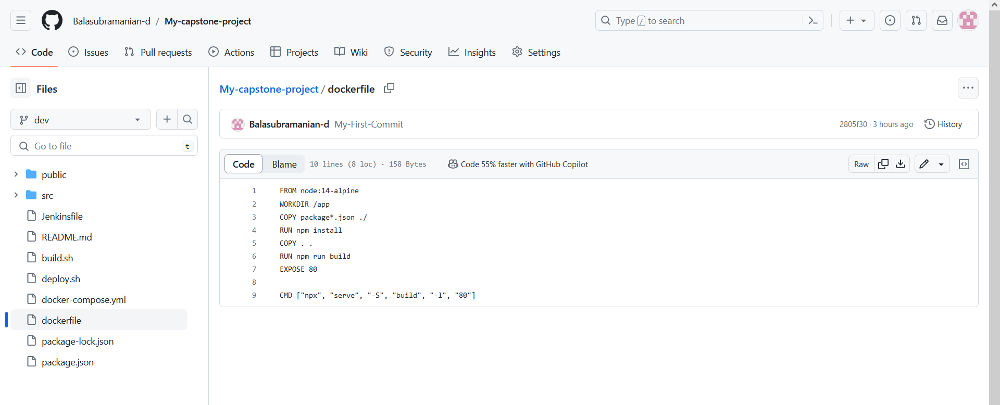 Balasubramanian-d / My-capstone-project
Type / to search
Code
Issues
Pull requests
Actions
Projects
Wiki
Security
Insights
Settings
Files
dev
Go to file
t
public
src
Jenkinsfile
README.md
build.sh
deploy.sh
docker-compose.yml
dockerfile
package-lock.json
package.json
My-capstone-project / dockerfile
Balasubramanian-d My-First-Commit
2805f30 · 3 hours ago
History
Code
Blame
10 lines (8 loc) · 158 Bytes
Code 55% faster with GitHub Copilot
Raw
1 FROM node:14-alpine
2 WORKDIR /app
3 COPY package*.json ./
4 RUN npm install
5 COPY . .
6 RUN npm run build
7 EXPOSE 80
8
9 CMD ["npx", "serve", "-S", "build", "-l", "80"]